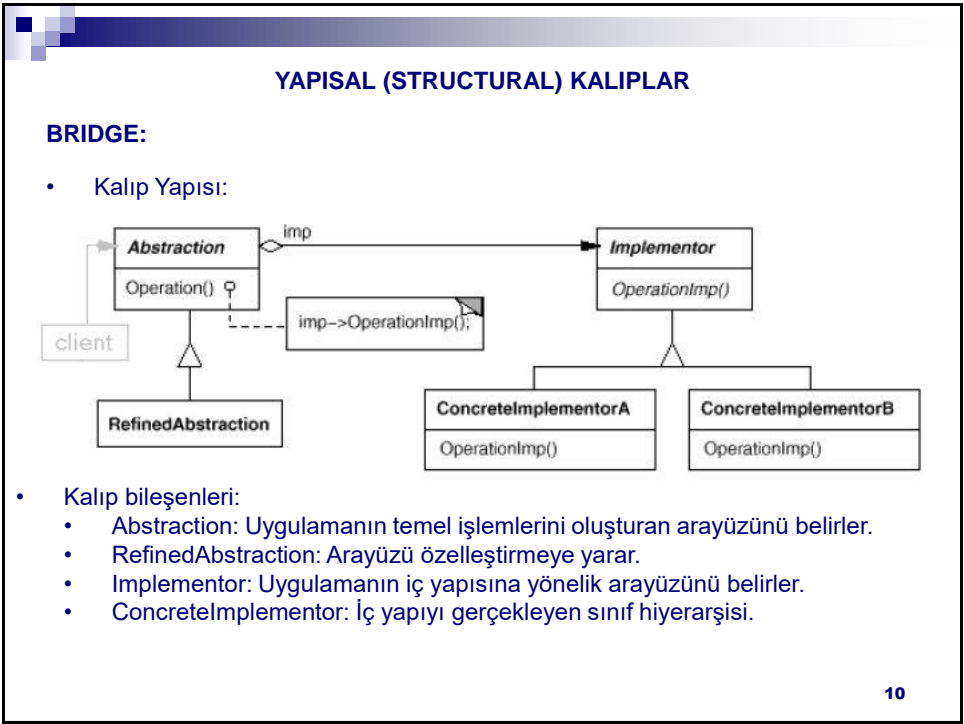 YAPISAL (STRUCTURAL) KALIPLAR
BRIDGE:
• Kalıp Yapısı:
imp
Abstraction
Operation()
Implementor
OperationImp()
imp->OperationImp();
client
RefinedAbstraction
ConcreteImplementorA
OperationImp()
ConcreteImplementorB
OperationImp()
• Kalıp bileşenleri:
• Abstraction: Uygulamanın temel işlemlerini oluşturan arayüzünü belirler.
• RefinedAbstraction: Arayüzü özelleştirmeye yarar.
• Implementor: Uygulamanın iç yapısına yönelik arayüzünü belirler.
• ConcreteImplementor: İç yapıyı gerçekleyen sınıf hiyerarşisi.
10